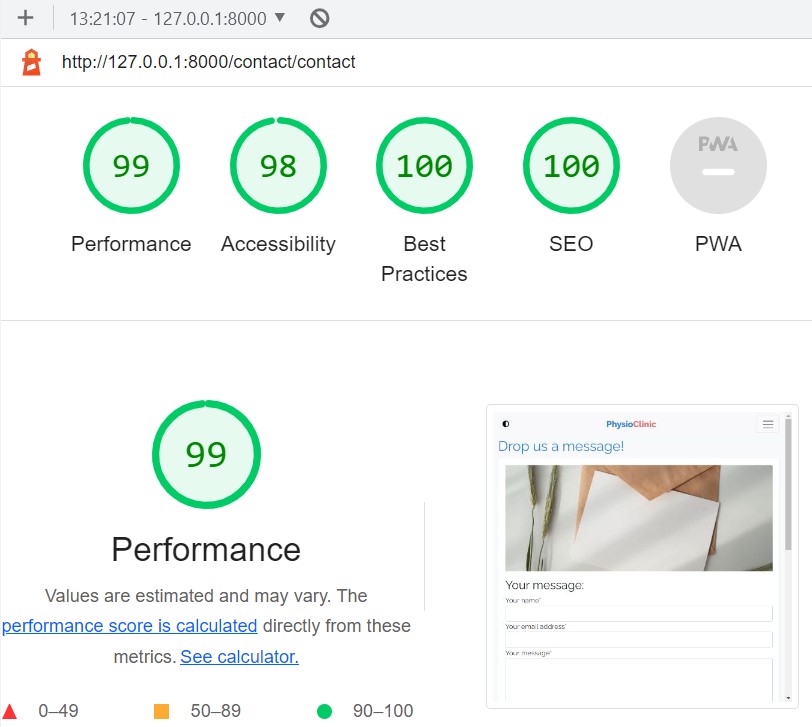 13:21:07 - 127.0.0.1:8000
http://127.0.0.1:8000/contact/contact
99
98
100
100
PWA
Performance
Accessibility
Best
Practices
SEO
PWA
99
Performance
Values are estimated and may vary. The
performance score is calculated directly from these
metrics. See calculator.
0–49
50–89
90–100
PhysioClinic
Drop us a message!
Your message:
Your name*
Your email address*
Your message*